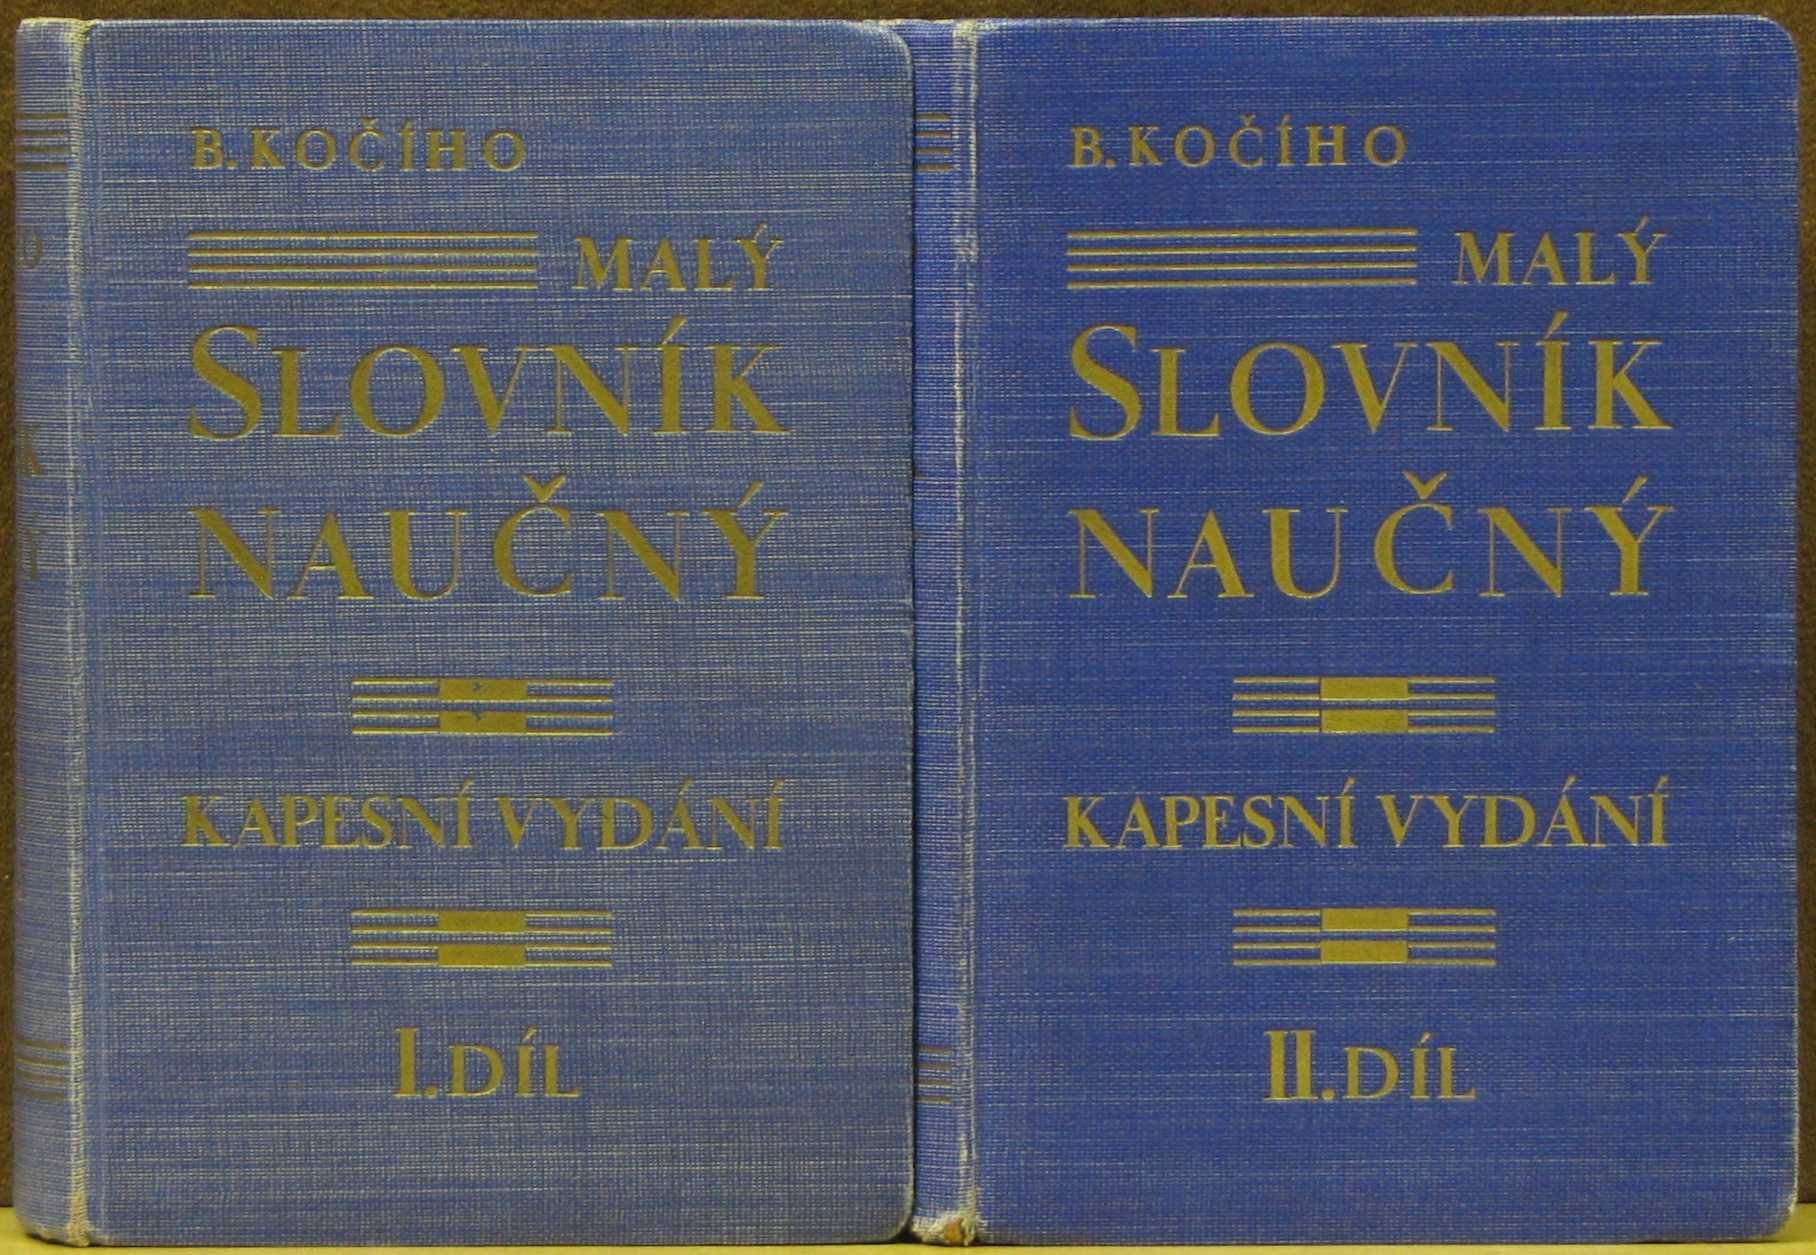 B. KOČÍHO
MALÝ
SLOVNÍK
NAUČNÝ
KAPESNÍ VYDÁNÍ
I. DÍL
B. KOČÍHO
MALÝ
SLOVNÍK
NAUČNÝ
KAPESNÍ VYDÁNÍ
II. DÍL